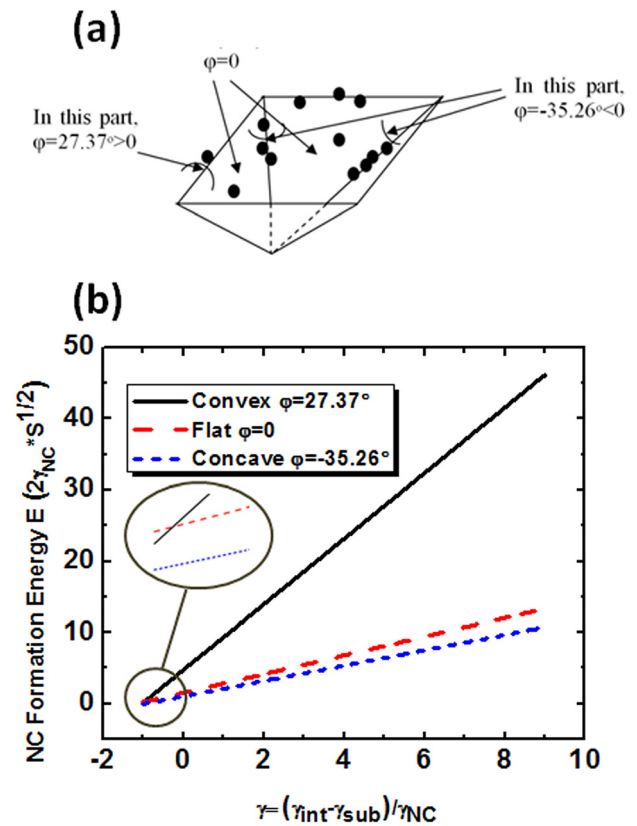 (a)
φ=0
In this part,
φ=27.37°>0
In this part,
φ=-35.26°<0
(b)
NC Formation Energy E (2γNC*S1/2)
50
40
30
20
10
0
Convex φ=27.37°
Flat φ=0
Concave φ=-35.26°
-2 0 2 4 6 8 10
γ=(γint-γsub)/γNC